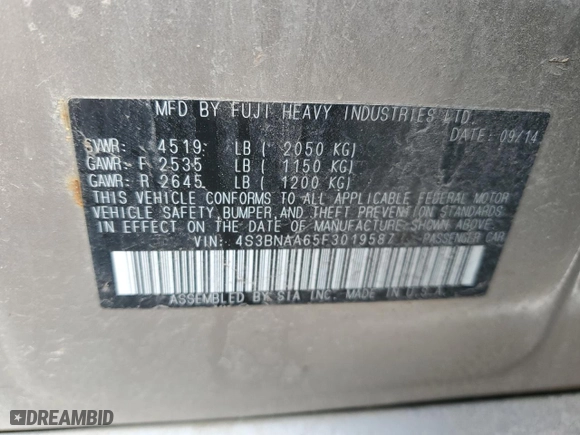 MFD BY FUJI HEAVY INDUSTRIES LTD.
DATE: 09/14
GVWR: 4519 LB ( 2050 KG)
GAWR: F 2535 LB ( 1150 KG)
GAWR: R 2645 LB ( 1200 KG)
THIS VEHICLE CONFORMS TO ALL APPLICABLE FEDERAL MOTOR
VEHICLE SAFETY, BUMPER, AND THEFT PREVENTION STANDARDS
IN EFFECT ON THE DATE OF MANUFACTURE SHOWN ABOVE.
VIN: 4S3BNAA65F3019587 PASSENGER CAR
ASSEMBLED BY SIA INC. MADE IN U.S.A.
DREAMBID